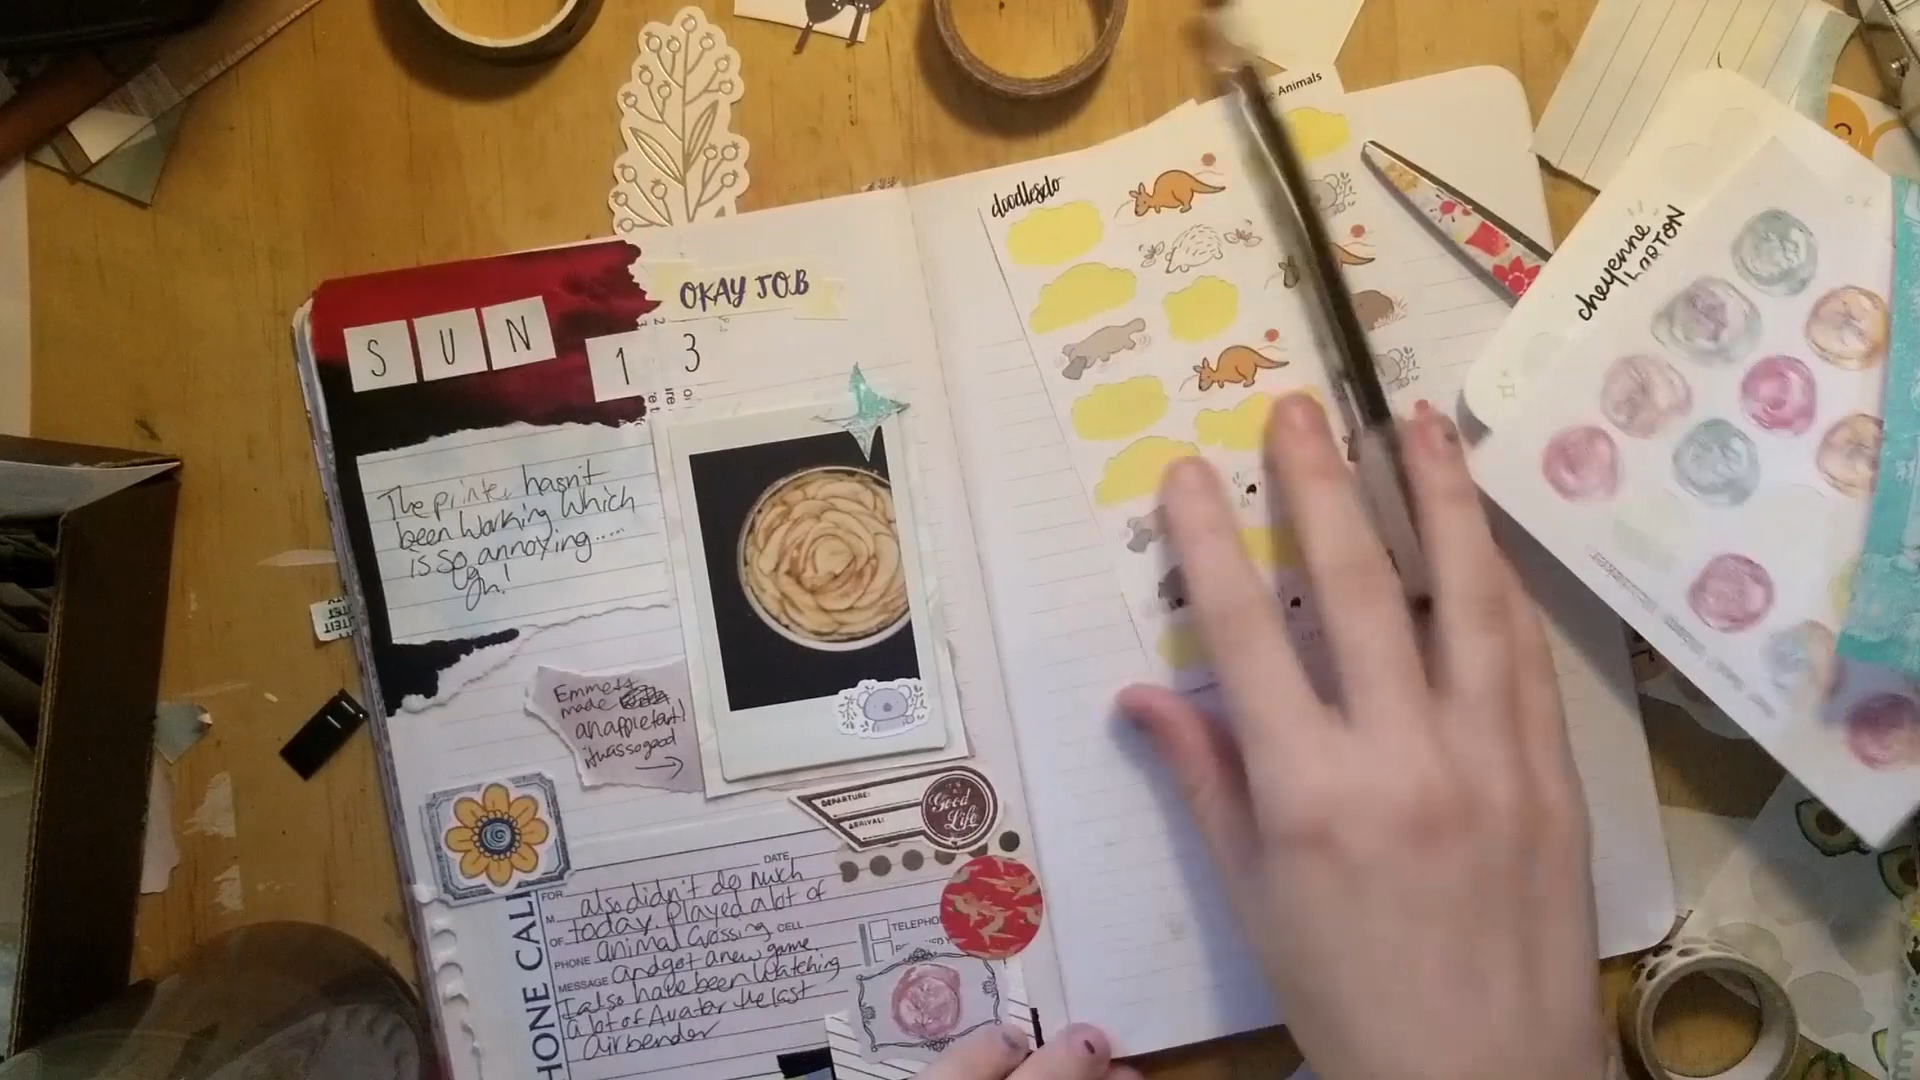 Animals
doodlesdo
cheyenne
BARTON
OKAY JOB
SUN
13
The printer hasn't
been working which
is so annoying.....
gh!
Emmett
made
an apple tart!
it was so good
DEPARTURE:
ARRIVAL:
Good
Life
PHONE CALL
DATE
FOR
M
OF
PHONE
CELL
MESSAGE
TELEPHO
also didn't do much
today. Played a lot of
animal crossing
and got a new game.
I also have been watching
a lot of Avatar the last
airbender